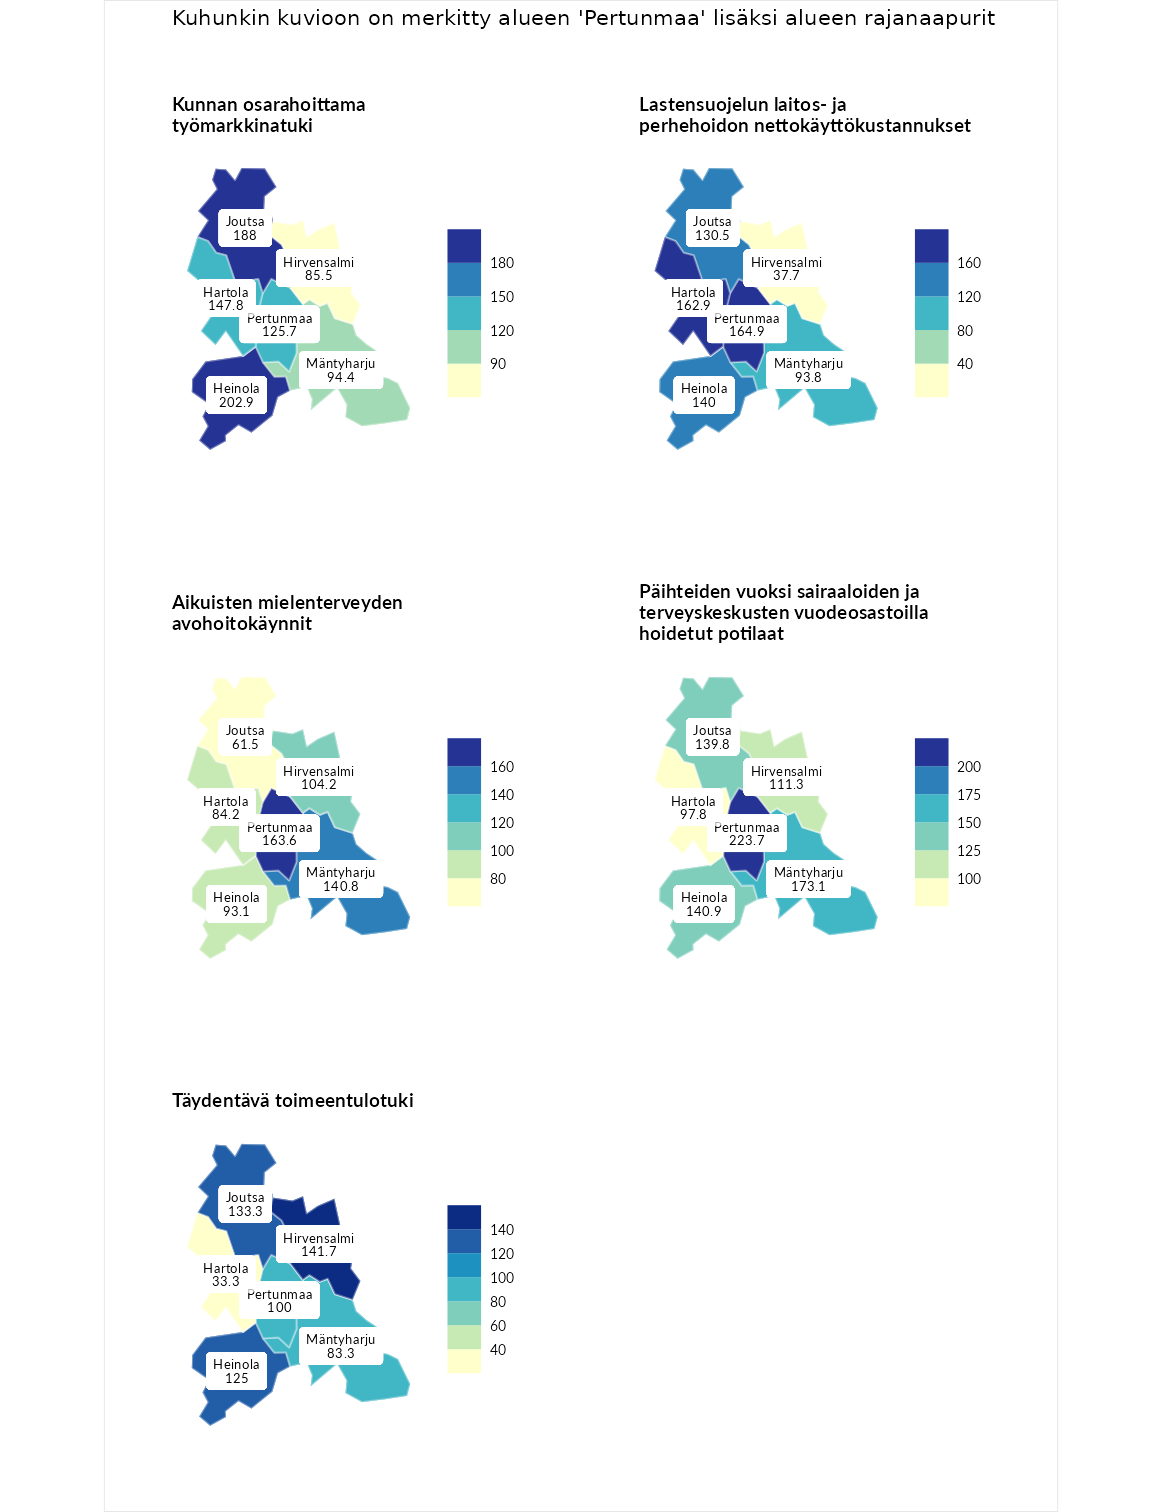 Kuhunkin kuvioon on merkitty alueen 'Pertunmaa' lisäksi alueen rajanaapurit
Kunnan osarahoittama
työmarkkinatuki
Joutsa
188
Hirvensalmi
85.5
Hartola
147.8
Pertunmaa
125.7
Mäntyharju
94.4
Heinola
202.9
180
150
120
90
Lastensuojelun laitos- ja
perhehoidon nettokäyttökustannukset
Joutsa
130.5
Hirvensalmi
37.7
Hartola
162.9
Pertunmaa
164.9
Mäntyharju
93.8
Heinola
140
160
120
80
40
Aikuisten mielenterveyden
avohoitokäynnit
Joutsa
61.5
Hirvensalmi
104.2
Hartola
84.2
Pertunmaa
163.6
Mäntyharju
140.8
Heinola
93.1
160
140
120
100
80
Päihteiden vuoksi sairaaloiden ja
terveyskeskusten vuodeosastoilla
hoidetut potilaat
Joutsa
139.8
Hirvensalmi
111.3
Hartola
97.8
Pertunmaa
223.7
Mäntyharju
173.1
Heinola
140.9
200
175
150
125
100
Täydentävä toimeentulotuki
Joutsa
133.3
Hirvensalmi
141.7
Hartola
33.3
Pertunmaa
100
Mäntyharju
83.3
Heinola
125
140
120
100
80
60
40